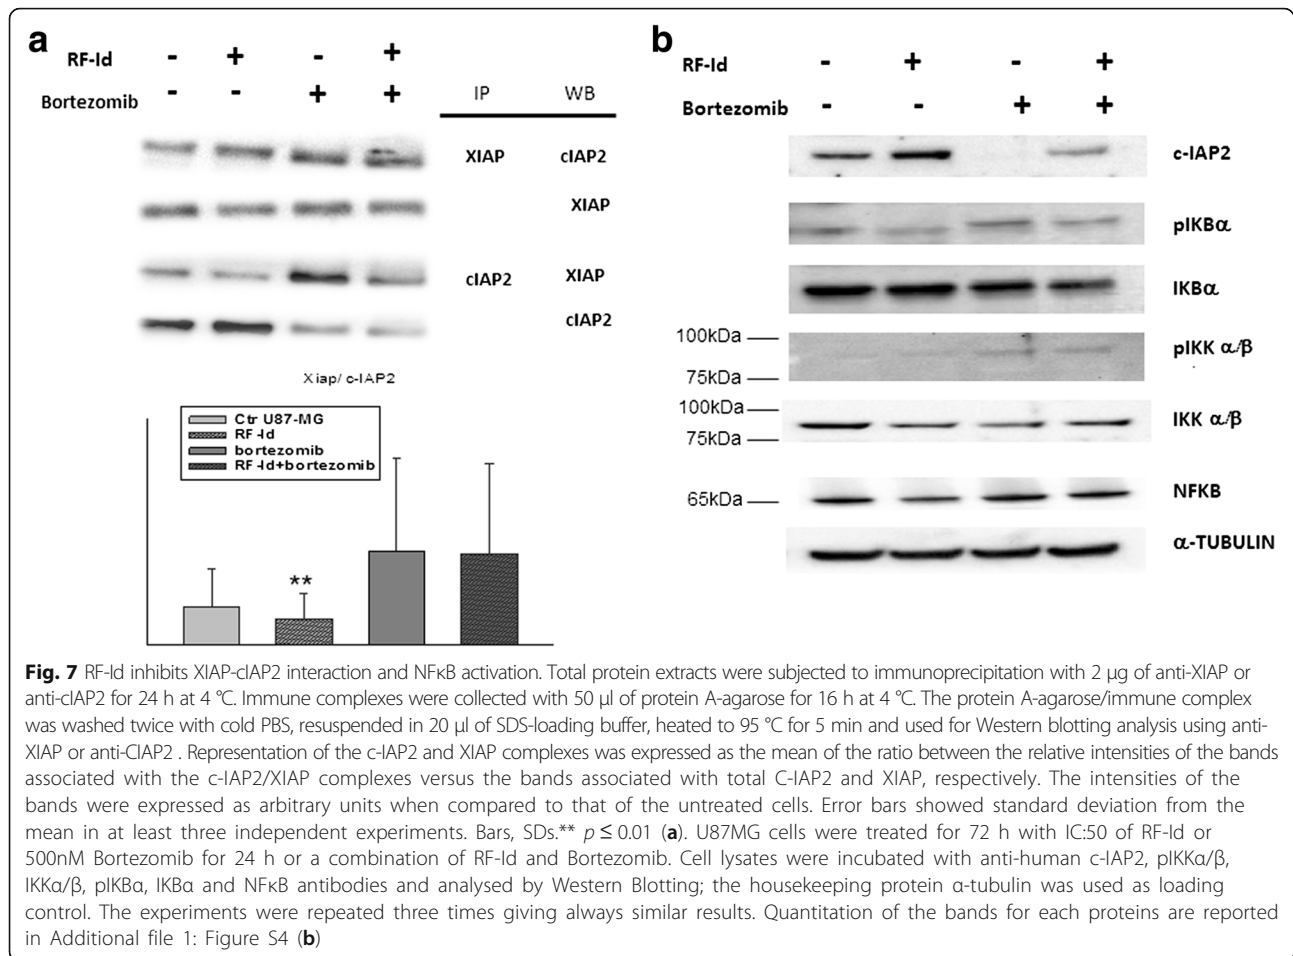 a
RF-Id - + - +
Bortezomib - - + + IP WB
XIAP cIAP2
XIAP
cIAP2 XIAP
cIAP2
Xiap/ c-IAP2
Ctr U87-MG
RF-Id
bortezomib
RF-Id+bortezomib
**
b
RF-Id - + - +
Bortezomib - - + +
c-IAP2
pIKBα
IKBα
100kDa
pIKK α/β
75kDa
100kDa
IKK α/β
75kDa
NFKB
65kDa
α-TUBULIN
Fig. 7 RF-Id inhibits XIAP-cIAP2 interaction and NFκB activation. Total protein extracts were subjected to immunoprecipitation with 2 μg of anti-XIAP or
anti-cIAP2 for 24 h at 4 °C. Immune complexes were collected with 50 μl of protein A-agarose for 16 h at 4 °C. The protein A-agarose/immune complex
was washed twice with cold PBS, resuspended in 20 μl of SDS-loading buffer, heated to 95 °C for 5 min and used for Western blotting analysis using anti-
XIAP or anti-CIAP2 . Representation of the c-IAP2 and XIAP complexes was expressed as the mean of the ratio between the relative intensities of the bands
associated with the c-IAP2/XIAP complexes versus the bands associated with total C-IAP2 and XIAP, respectively. The intensities of the
bands were expressed as arbitrary units when compared to that of the untreated cells. Error bars showed standard deviation from the
mean in at least three independent experiments. Bars, SDs.** p ≤ 0.01 (a). U87MG cells were treated for 72 h with IC:50 of RF-Id or
500nM Bortezomib for 24 h or a combination of RF-Id and Bortezomib. Cell lysates were incubated with anti-human c-IAP2, pIKKα/β,
IKKα/β, pIKBα, IKBα and NFκB antibodies and analysed by Western Blotting; the housekeeping protein α-tubulin was used as loading
control. The experiments were repeated three times giving always similar results. Quantitation of the bands for each proteins are reported
in Additional file 1: Figure S4 (b)